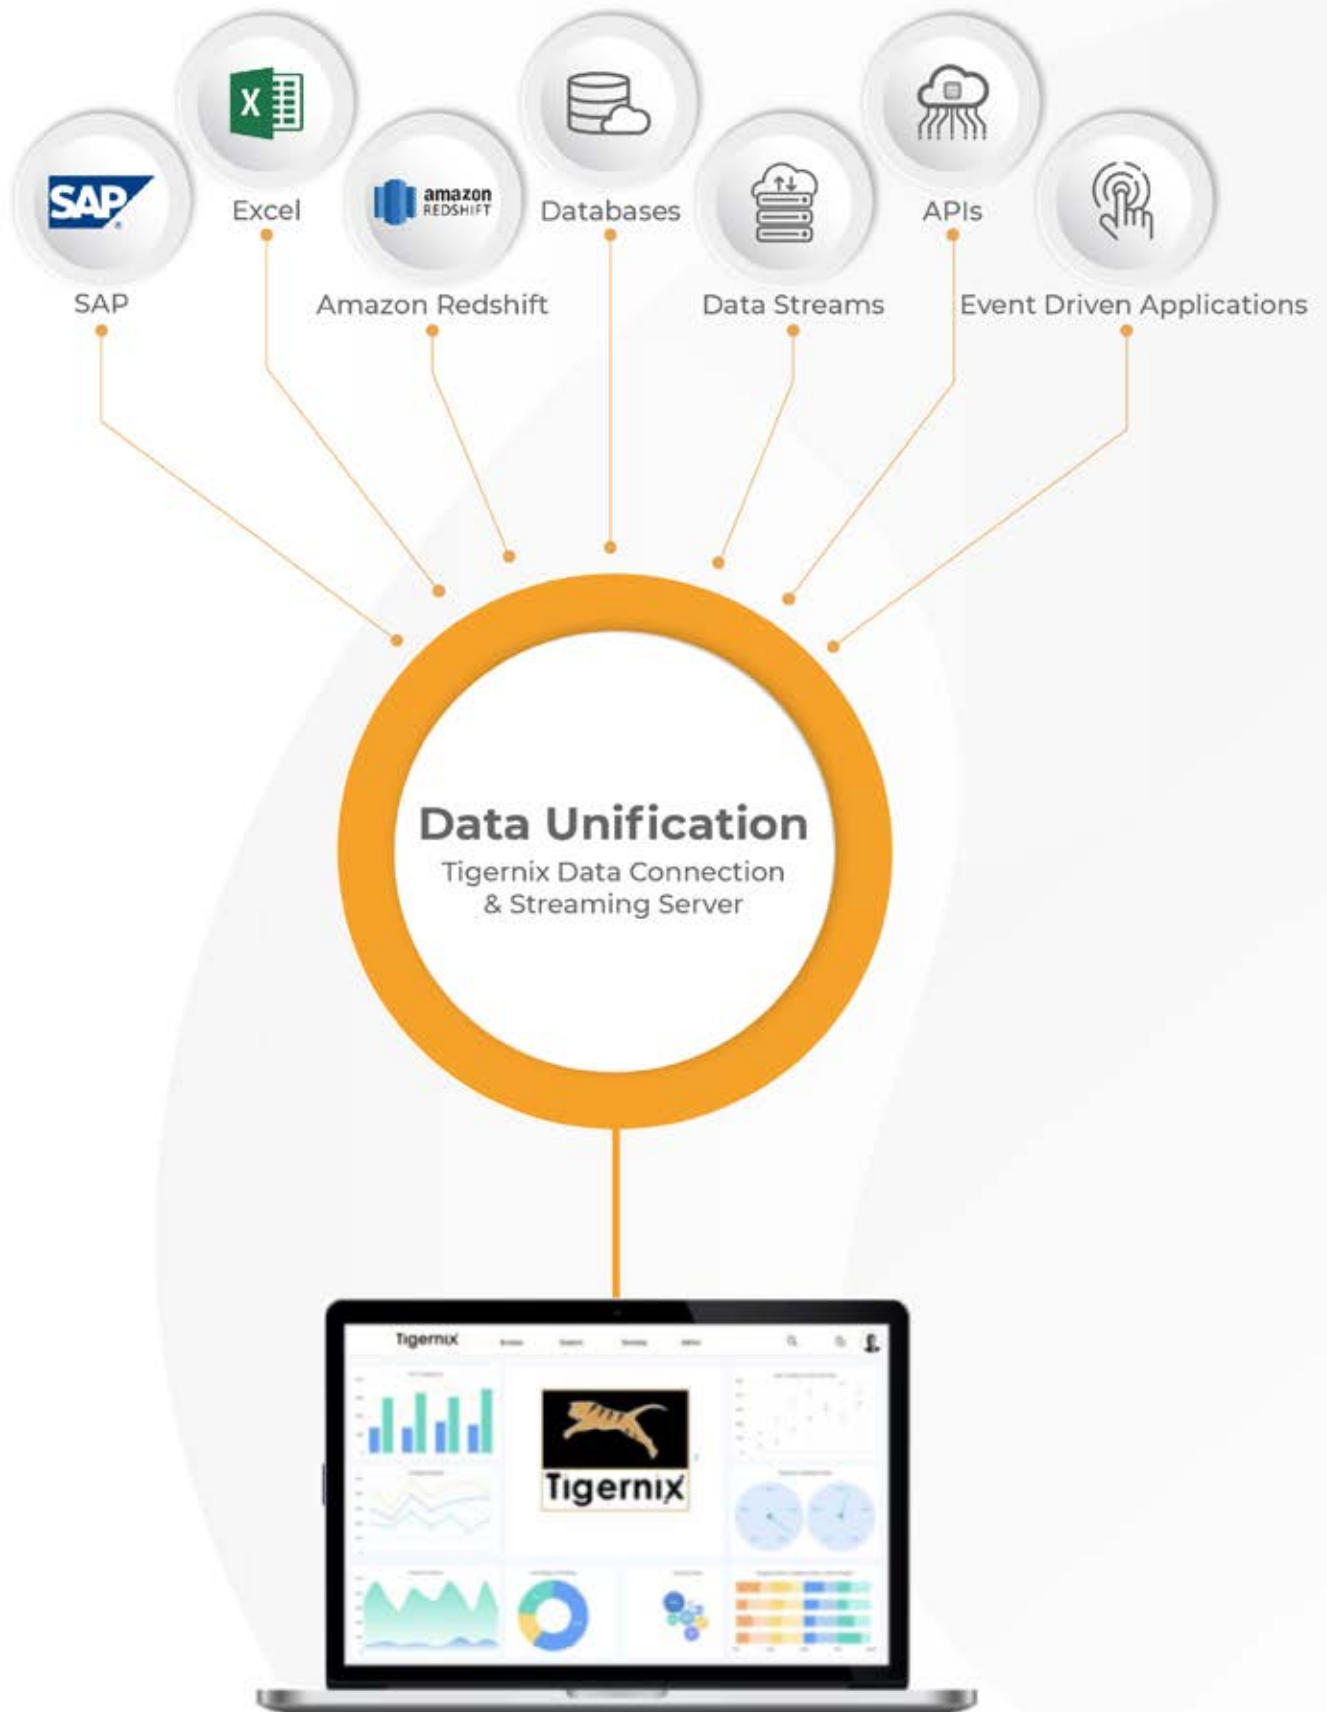 SAP
®
X
amazon
REDSHIFT
SAP
Excel
Amazon Redshift
Databases
Data Streams
APIs
Event Driven Applications
Data Unification
Tigernix Data Connection
& Streaming Server
Tigernix
Tigernix